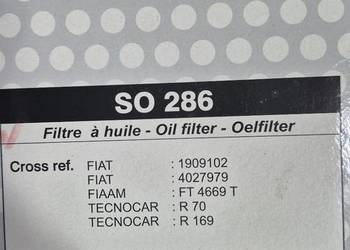 SO 286
Filtre à huile - Oil filter - Oelfilter
Cross ref. FIAT : 1909102
FIAT : 4027979
FIAAM : FT 4669 T
TECNOCAR : R 70
TECNOCAR : R 169